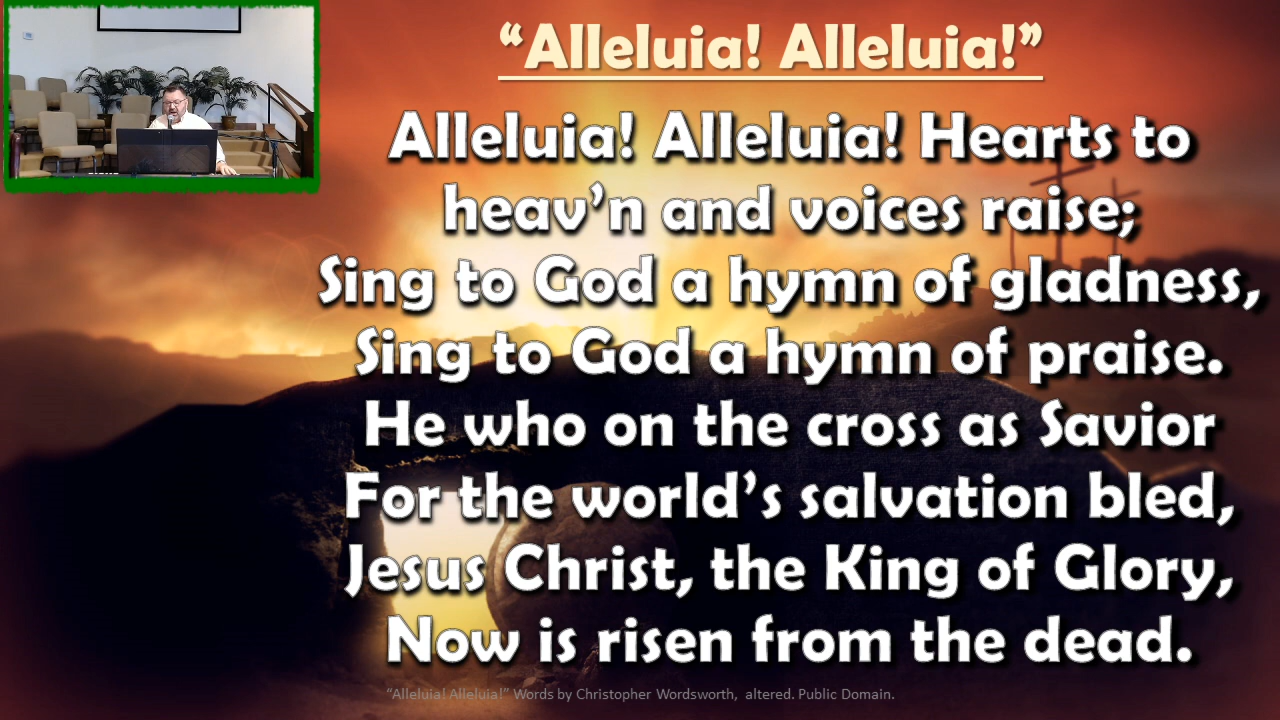 “Alleluia! Alleluia!”
Alleluia! Alleluia! Hearts to
heav’n and voices raise;
Sing to God a hymn of gladness,
Sing to God a hymn of praise.
He who on the cross as Savior
For the world’s salvation bled,
Jesus Christ, the King of Glory,
Now is risen from the dead.
“Alleluia! Alleluia!” Words by Christopher Wordsworth, altered. Public Domain.